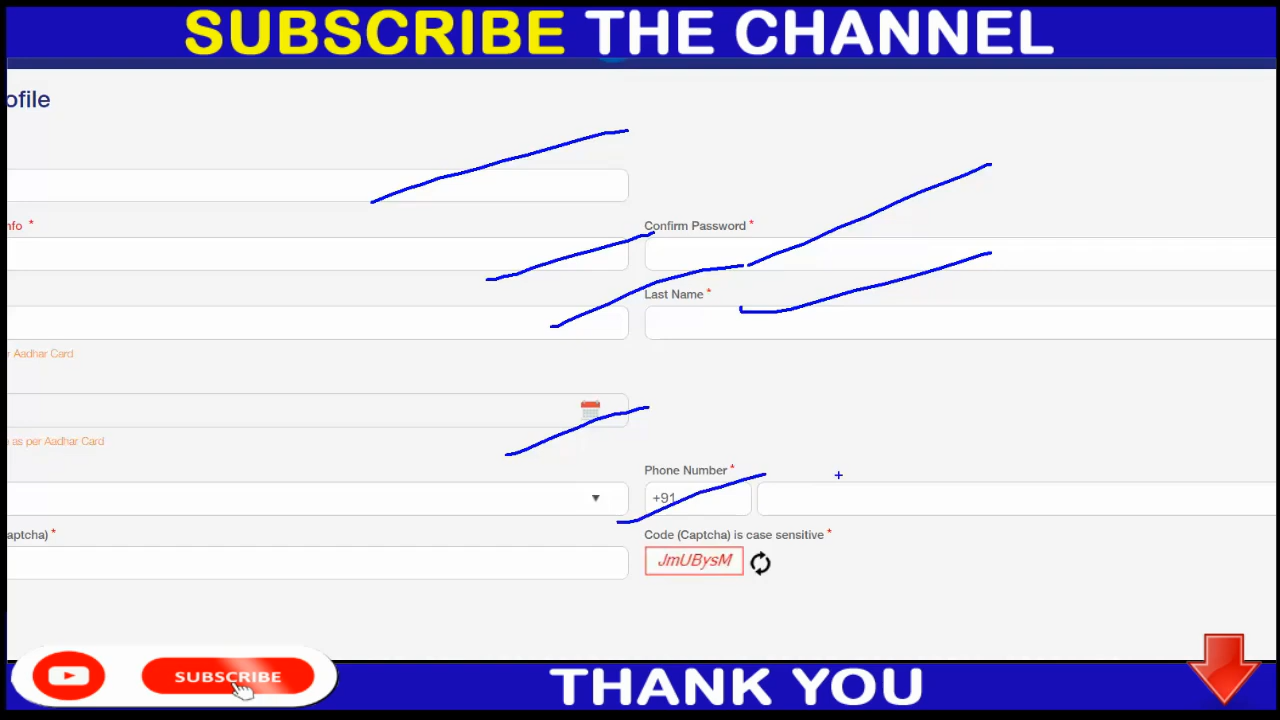 SUBSCRIBE THE CHANNEL
ofile
nfo *
Confirm Password *
Last Name *
r Aadhar Card
as per Aadhar Card
Phone Number *
+91
aptcha) *
Code (Captcha) is case sensitive *
JmUBysM
SUBSCRIBE
THANK YOU